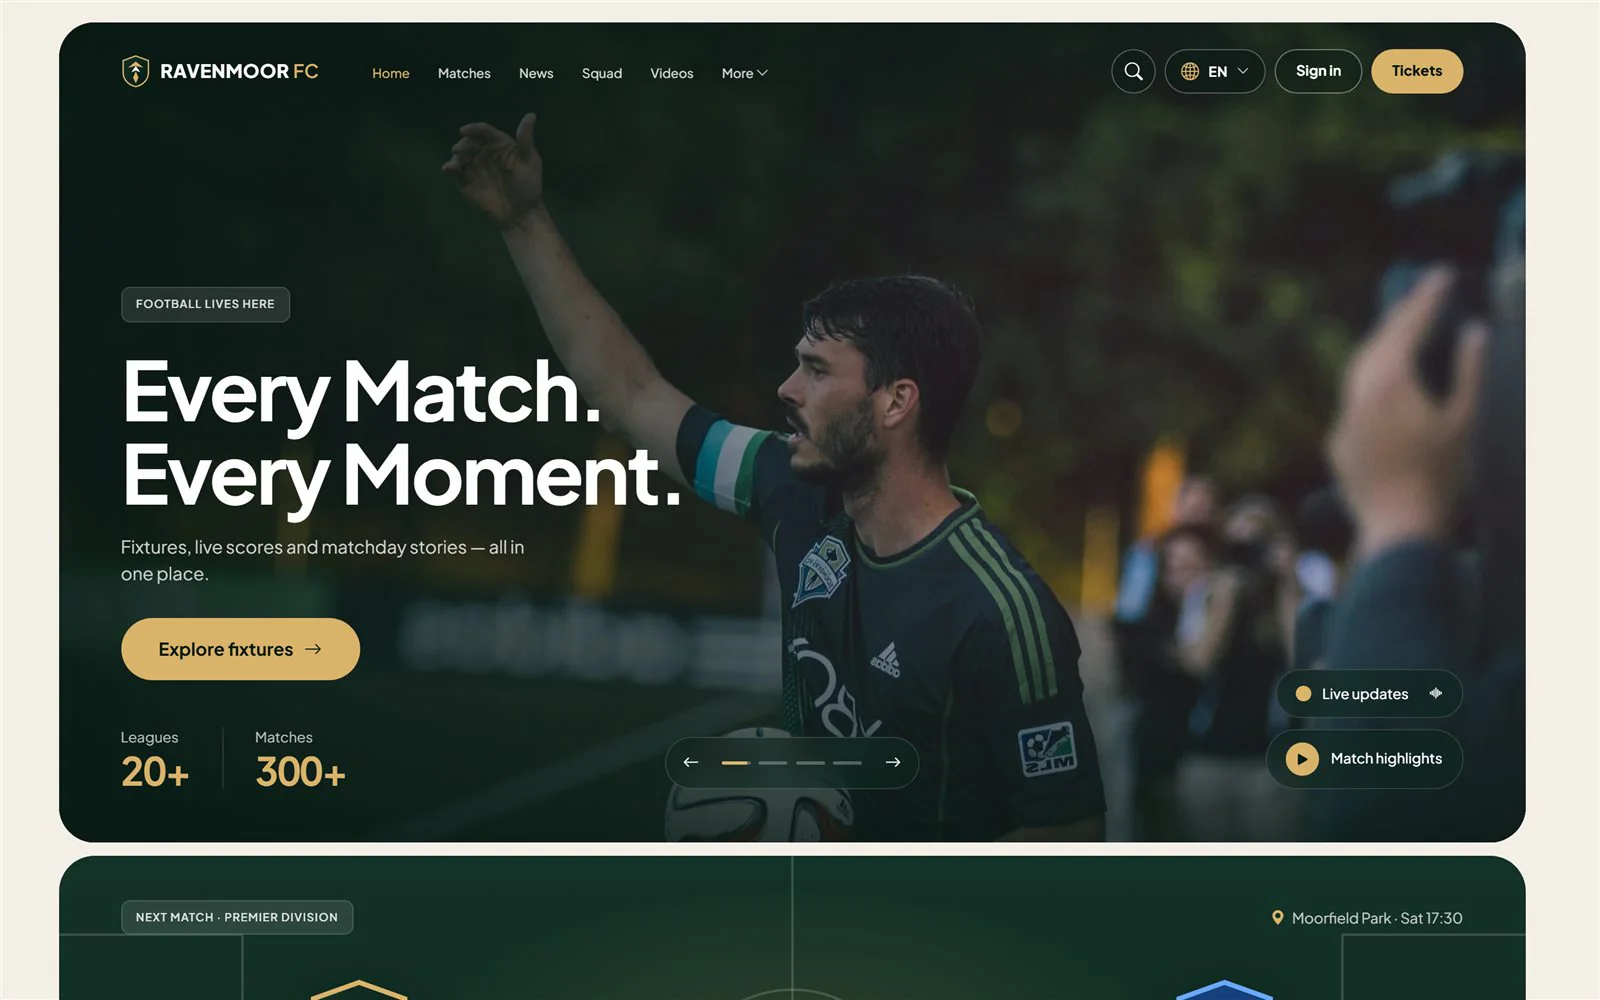 RAVENMOOR FC
Home
Matches
News
Squad
Videos
More
EN
Sign in
Tickets
FOOTBALL LIVES HERE
Every Match.
Every Moment.
Fixtures, live scores and matchday stories — all in
one place.
Explore fixtures
Live updates
Leagues
20+
Matches
300+
Match highlights
adidas
MLS
NEXT MATCH · PREMIER DIVISION
Moorfield Park · Sat 17:30